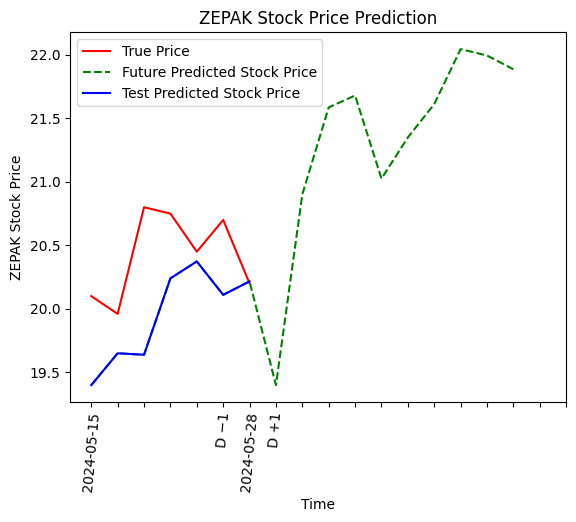 ZEPAK Stock Price Prediction
True Price
Future Predicted Stock Price
Test Predicted Stock Price
ZEPAK Stock Price
22.0
21.5
21.0
20.5
20.0
19.5
2024-05-15
D −1
2024-05-28
D +1
Time